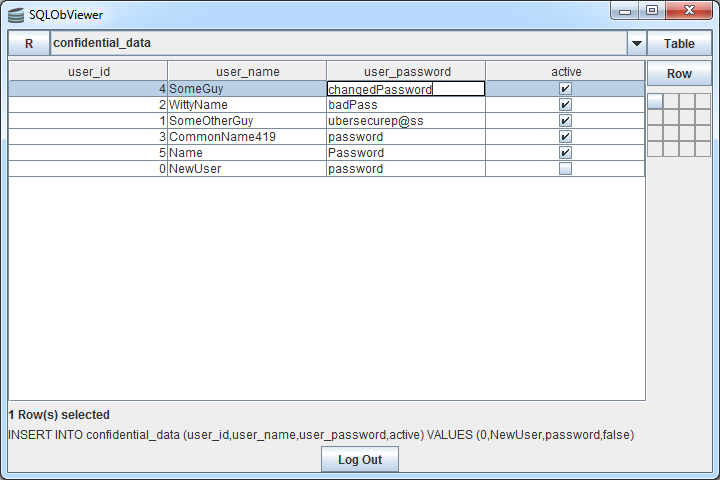 SQLObViewer
R confidential_data Table
user_id user_name user_password active Row
4 SomeGuy changedPassword
2 WittyName badPass
1 SomeOtherGuy ubersecurep@ss
3 CommonName419 password
5 Name Password
0 NewUser password
1 Row(s) selected
INSERT INTO confidential_data (user_id,user_name,user_password,active) VALUES (0,NewUser,password,false)
Log Out